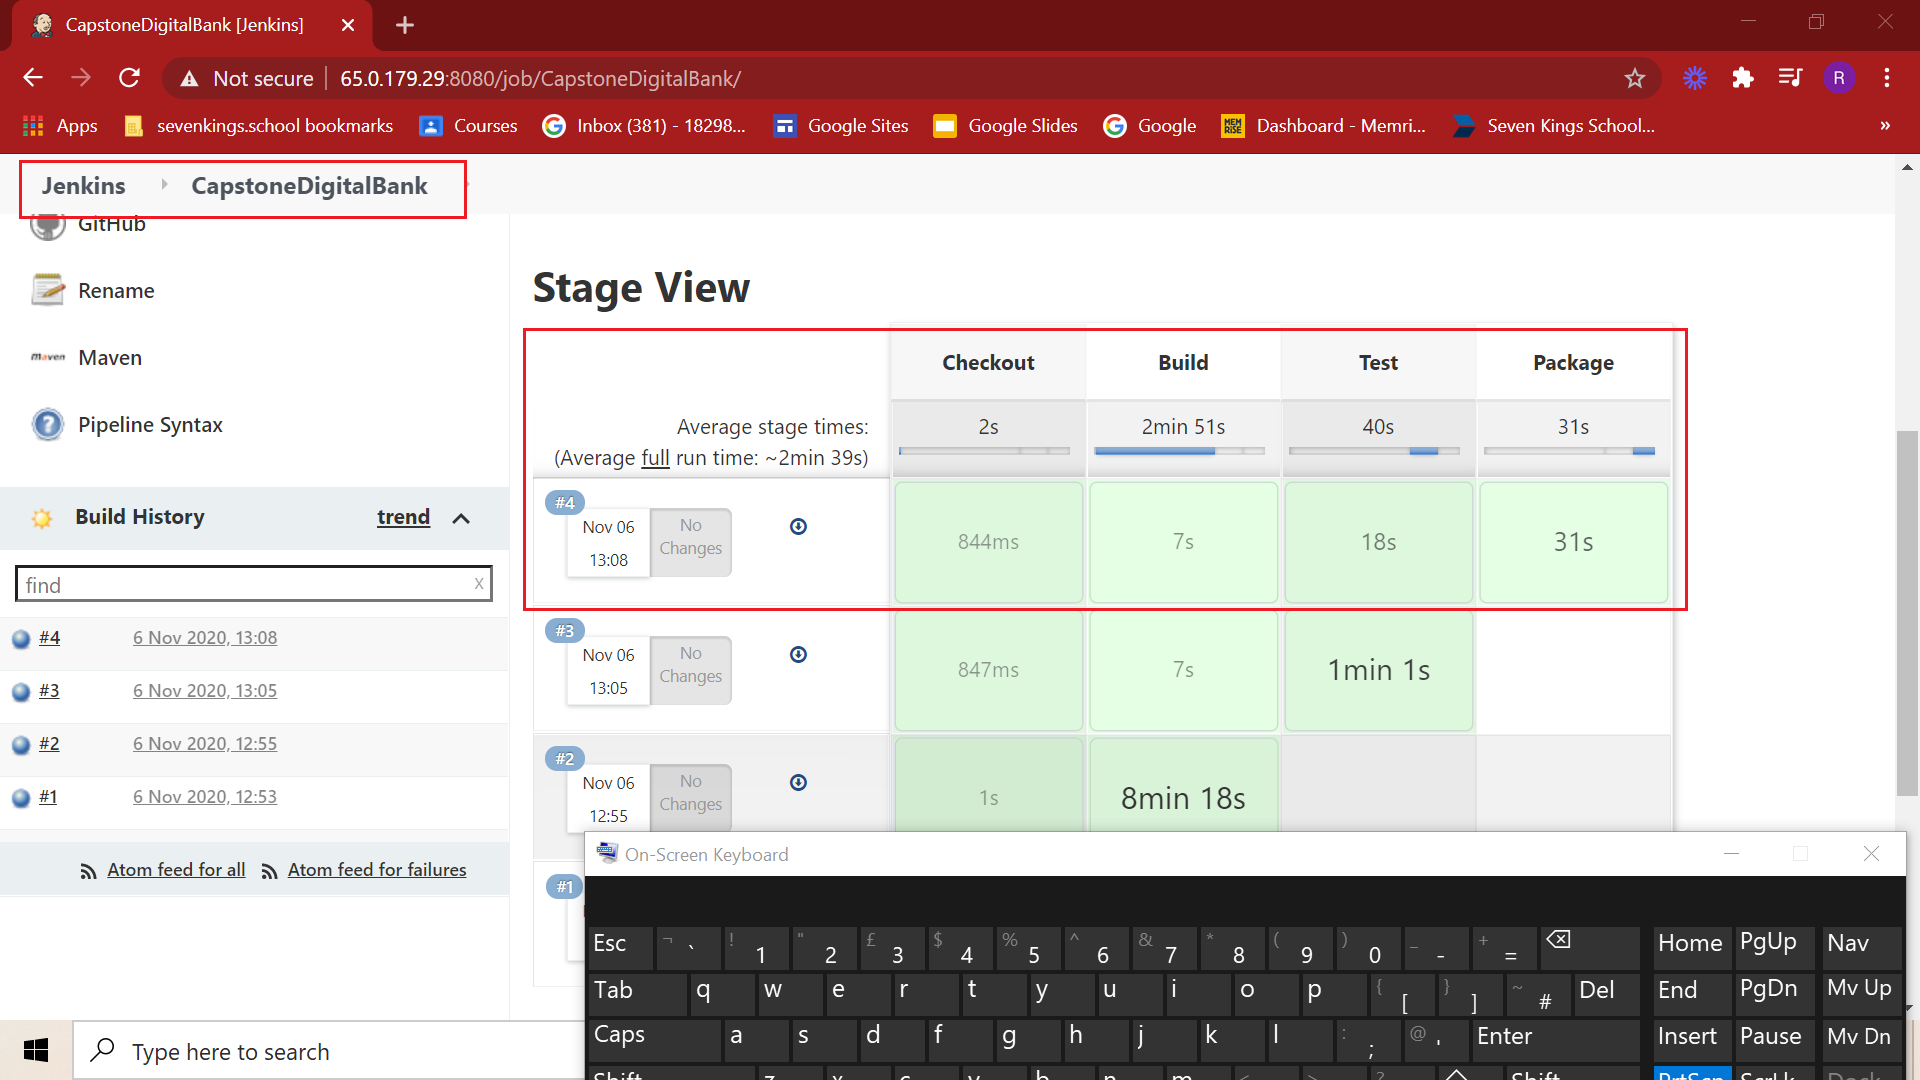 CapstoneDigitalBank [Jenkins]
Not secure | 65.0.179.29:8080/job/CapstoneDigitalBank/
R
Apps
sevenkings.school bookmarks
Courses
Inbox (381) - 18298...
Google Sites
Google Slides
Google
MEM RISE
Dashboard - Memri...
Seven Kings School...
»
Jenkins
CapstoneDigitalBank
GitHub
Rename
Maven
Maven
Pipeline Syntax
Build History
trend
find
x
#4 6 Nov 2020, 13:08
#3 6 Nov 2020, 13:05
#2 6 Nov 2020, 12:55
#1 6 Nov 2020, 12:53
Atom feed for all
Atom feed for failures
Stage View
Checkout Build Test Package
Average stage times: 2s 2min 51s 40s 31s
(Average full run time: ~2min 39s)
#4
Nov 06
13:08
No
Changes
844ms 7s 18s 31s
#3
Nov 06
13:05
No
Changes
847ms 7s 1min 1s
#2
Nov 06
12:55
No
Changes
1s 8min 18s
#1
On-Screen Keyboard
Esc ¬ ` ! 1 " 2 £ 3 $ 4 % 5 ^ 6 & 7 * 8 ( 9 ) 0 _ - + = Home PgUp Nav
Tab q w e r t y u i o p { [ } ] ~ # Del End PgDn Mv Up
Caps a s d f g h j k l : ; @ ' Enter Insert Pause Mv Dn
Shift z x c v b n m < > ? Shift PrtScn ScrLk Dock
Type here to search